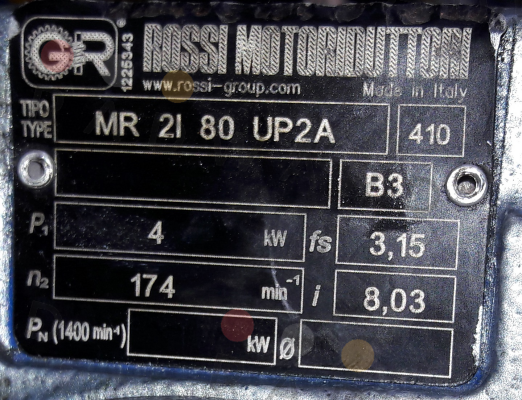 GR 1225343 ROSSI MOTORIDUTTORI
www.rossi-group.com Made in Italy
TIPO
TYPE MR 2I 80 UP2A 410
B3
P₁ 4 kW fs 3,15
n₂ 174 min⁻¹ i 8,03
P_N (1400 min⁻¹) kW Ø